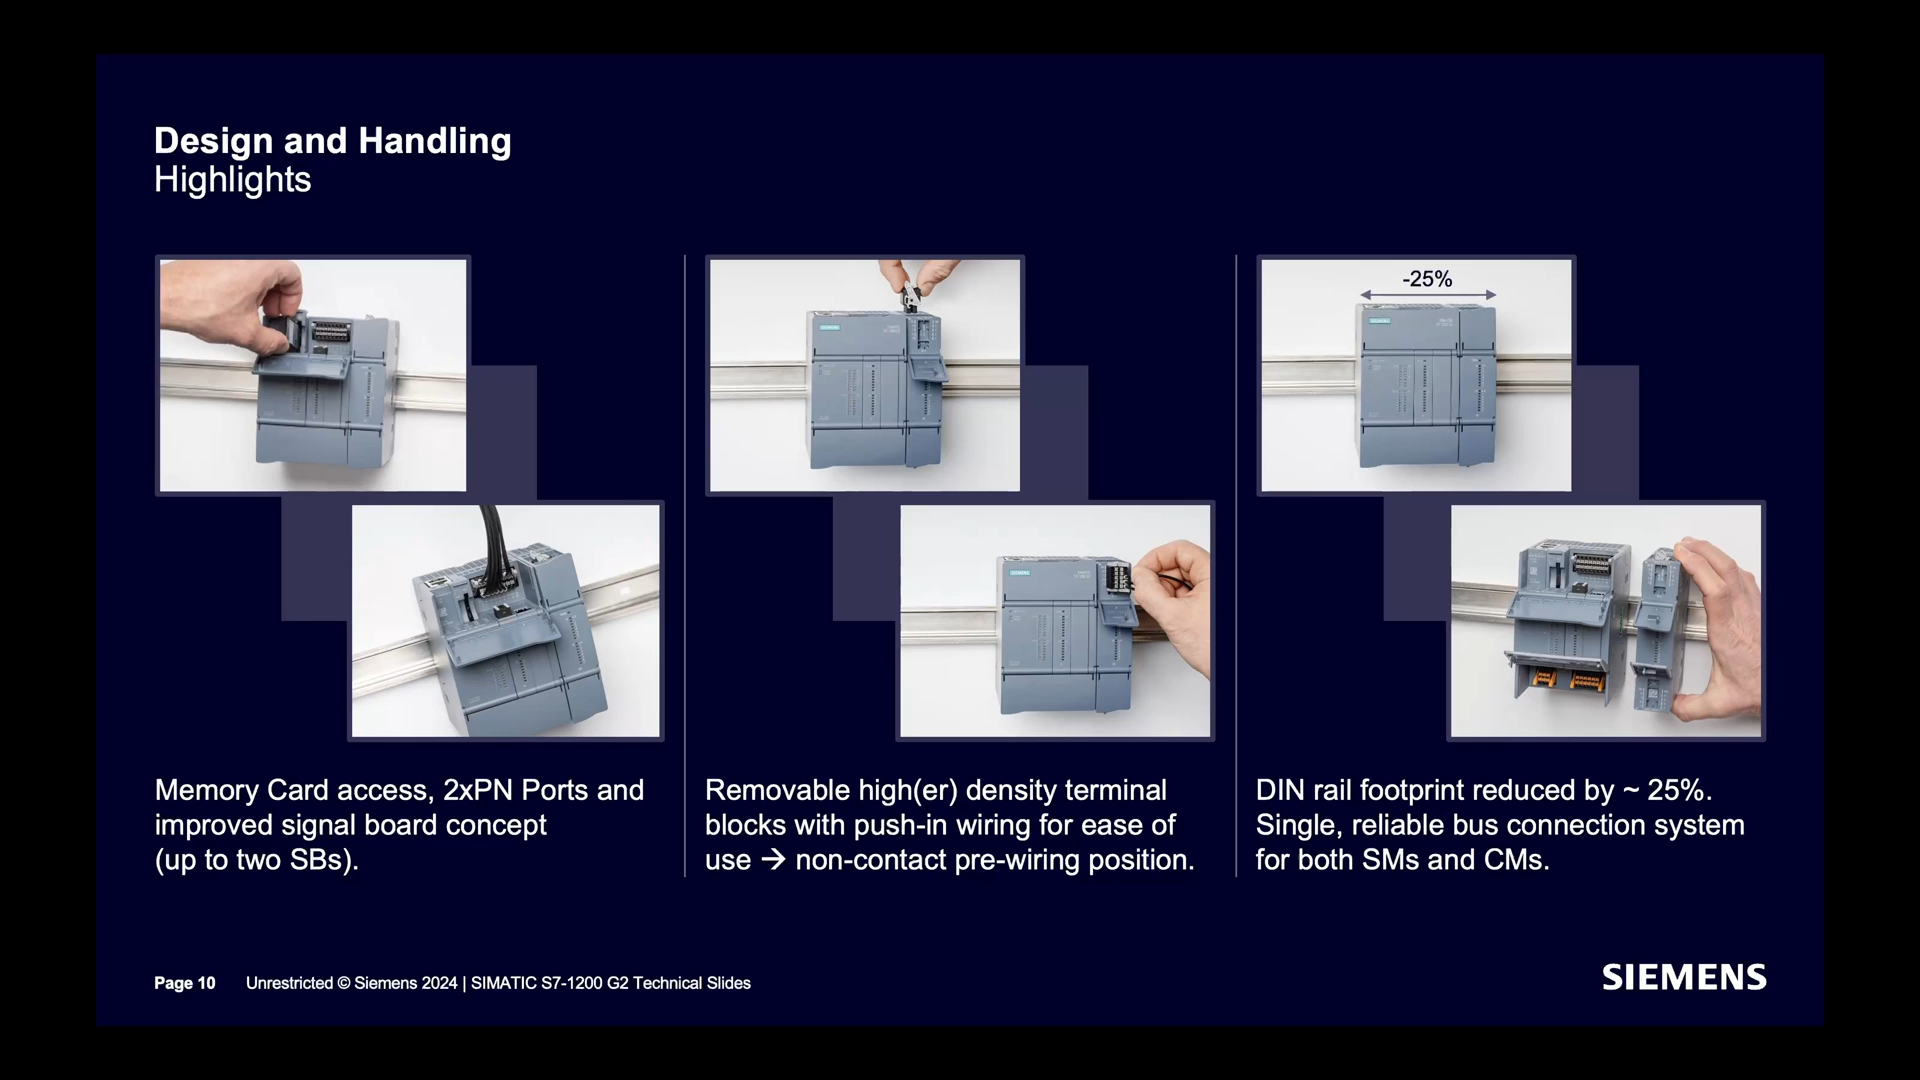 Design and Handling
Highlights
-25%
Memory Card access, 2xPN Ports and
improved signal board concept
(up to two SBs).
Removable high(er) density terminal
blocks with push-in wiring for ease of
use → non-contact pre-wiring position.
DIN rail footprint reduced by ~ 25%.
Single, reliable bus connection system
for both SMs and CMs.
Page 10 Unrestricted © Siemens 2024 | SIMATIC S7-1200 G2 Technical Slides
SIEMENS